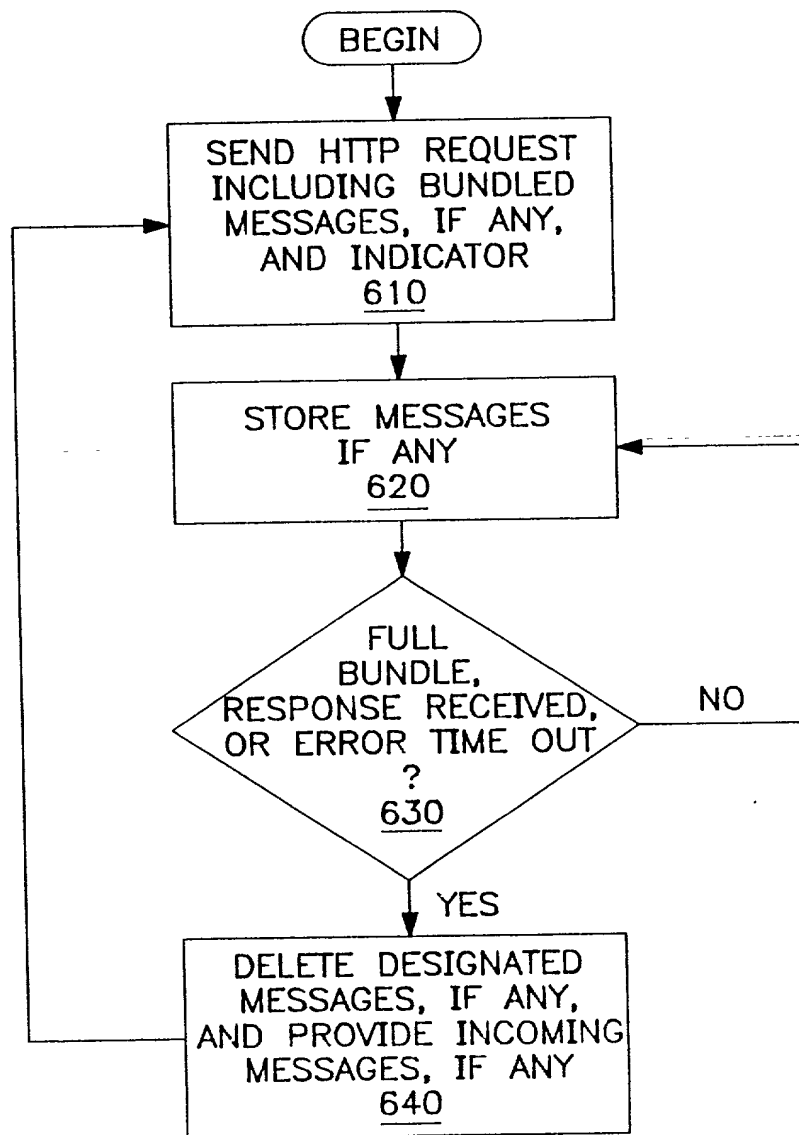 BEGIN
SEND HTTP REQUEST
INCLUDING BUNDLED
MESSAGES, IF ANY,
AND INDICATOR
610
STORE MESSAGES
IF ANY
620
FULL
BUNDLE,
RESPONSE RECEIVED,
OR ERROR TIME OUT
?
630
NO
YES
DELETE DESIGNATED
MESSAGES, IF ANY,
AND PROVIDE INCOMING
MESSAGES, IF ANY
640